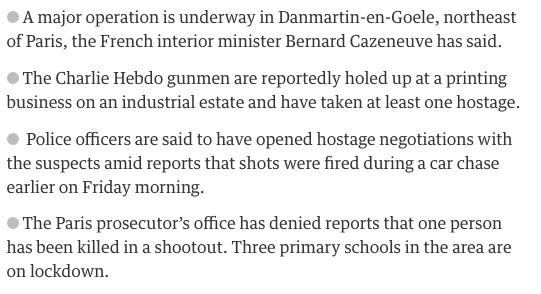 ● A major operation is underway in Danmartin-en-Goele, northeast
of Paris, the French interior minister Bernard Cazeneuve has said.
● The Charlie Hebdo gunmen are reportedly holed up at a printing
business on an industrial estate and have taken at least one hostage.
● Police officers are said to have opened hostage negotiations with
the suspects amid reports that shots were fired during a car chase
earlier on Friday morning.
● The Paris prosecutor’s office has denied reports that one person
has been killed in a shootout. Three primary schools in the area are
on lockdown.